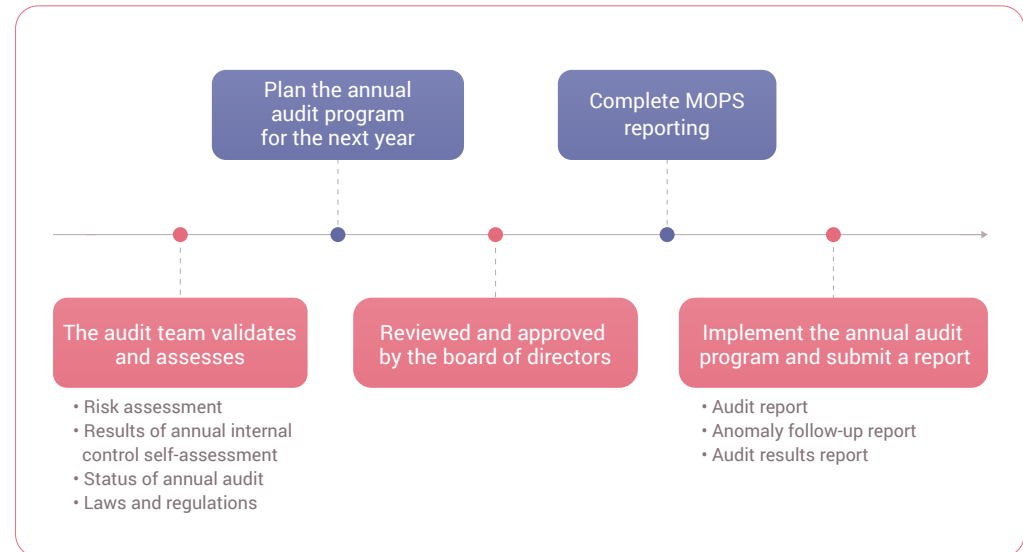 Plan the annual
audit program
for the next year
Complete MOPS
reporting
The audit team validates
and assesses
• Risk assessment
• Results of annual internal
control self-assessment
• Status of annual audit
• Laws and regulations
Reviewed and approved
by the board of directors
Implement the annual audit
program and submit a report
• Audit report
• Anomaly follow-up report
• Audit results report